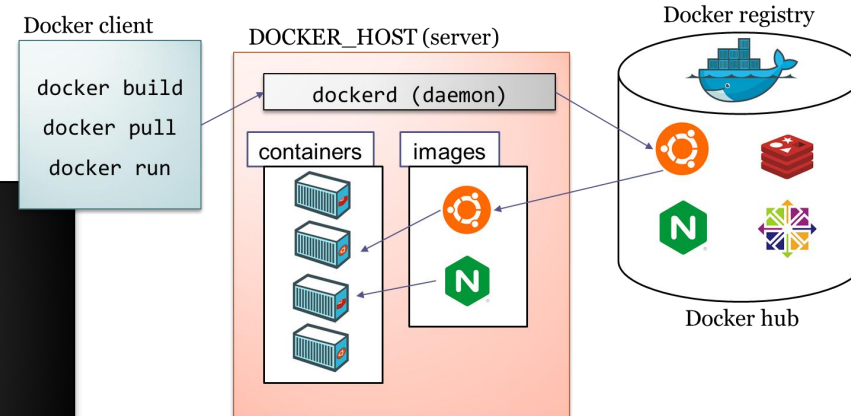 Docker client
docker build
docker pull
docker run
DOCKER_HOST (server)
dockerd (daemon)
containers
images
N
Docker registry
N
Docker hub